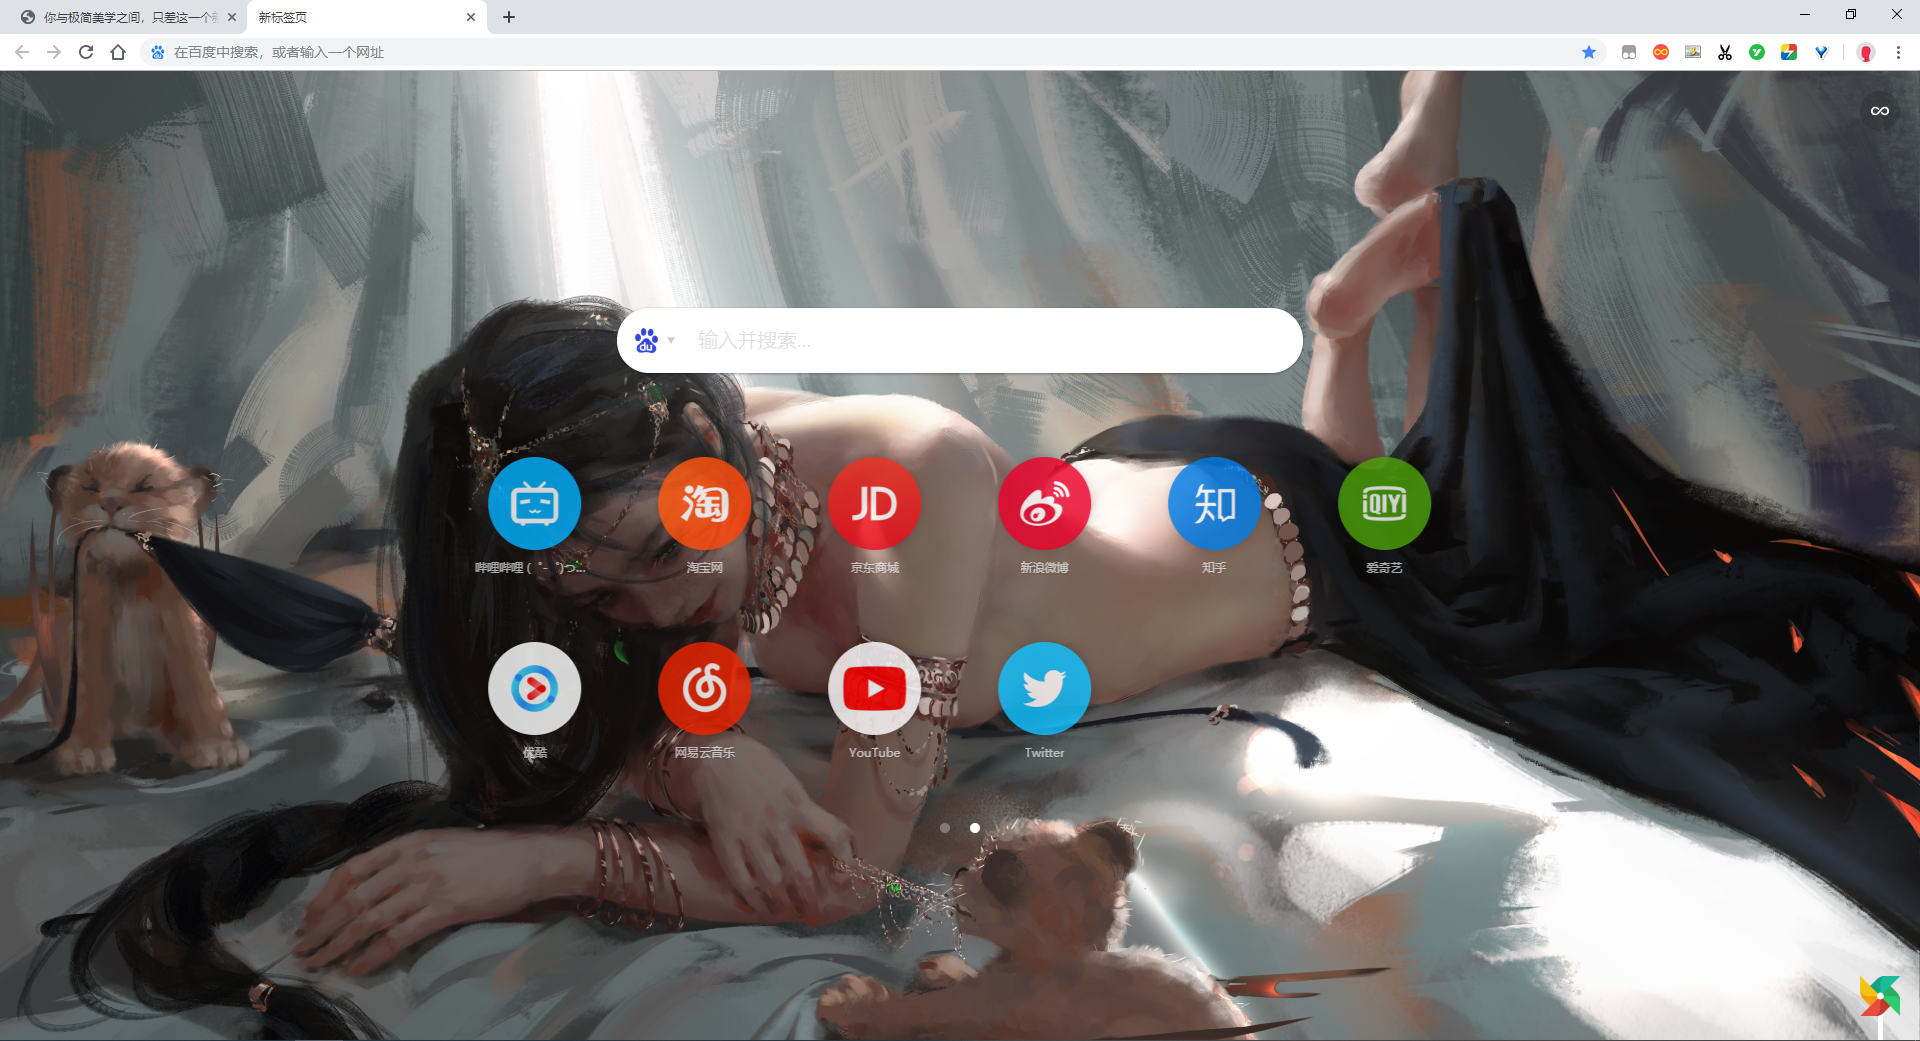 你与极简美学之间，只差这一个新
新标签页
在百度中搜索，或者输入一个网址
du
输入并搜索...
淘
JD
知
iQIYI
哔哩哔哩 ( ゜- ゜)つ...
淘宝网
京东商城
新浪微博
知乎
爱奇艺
优酷
网易云音乐
YouTube
Twitter